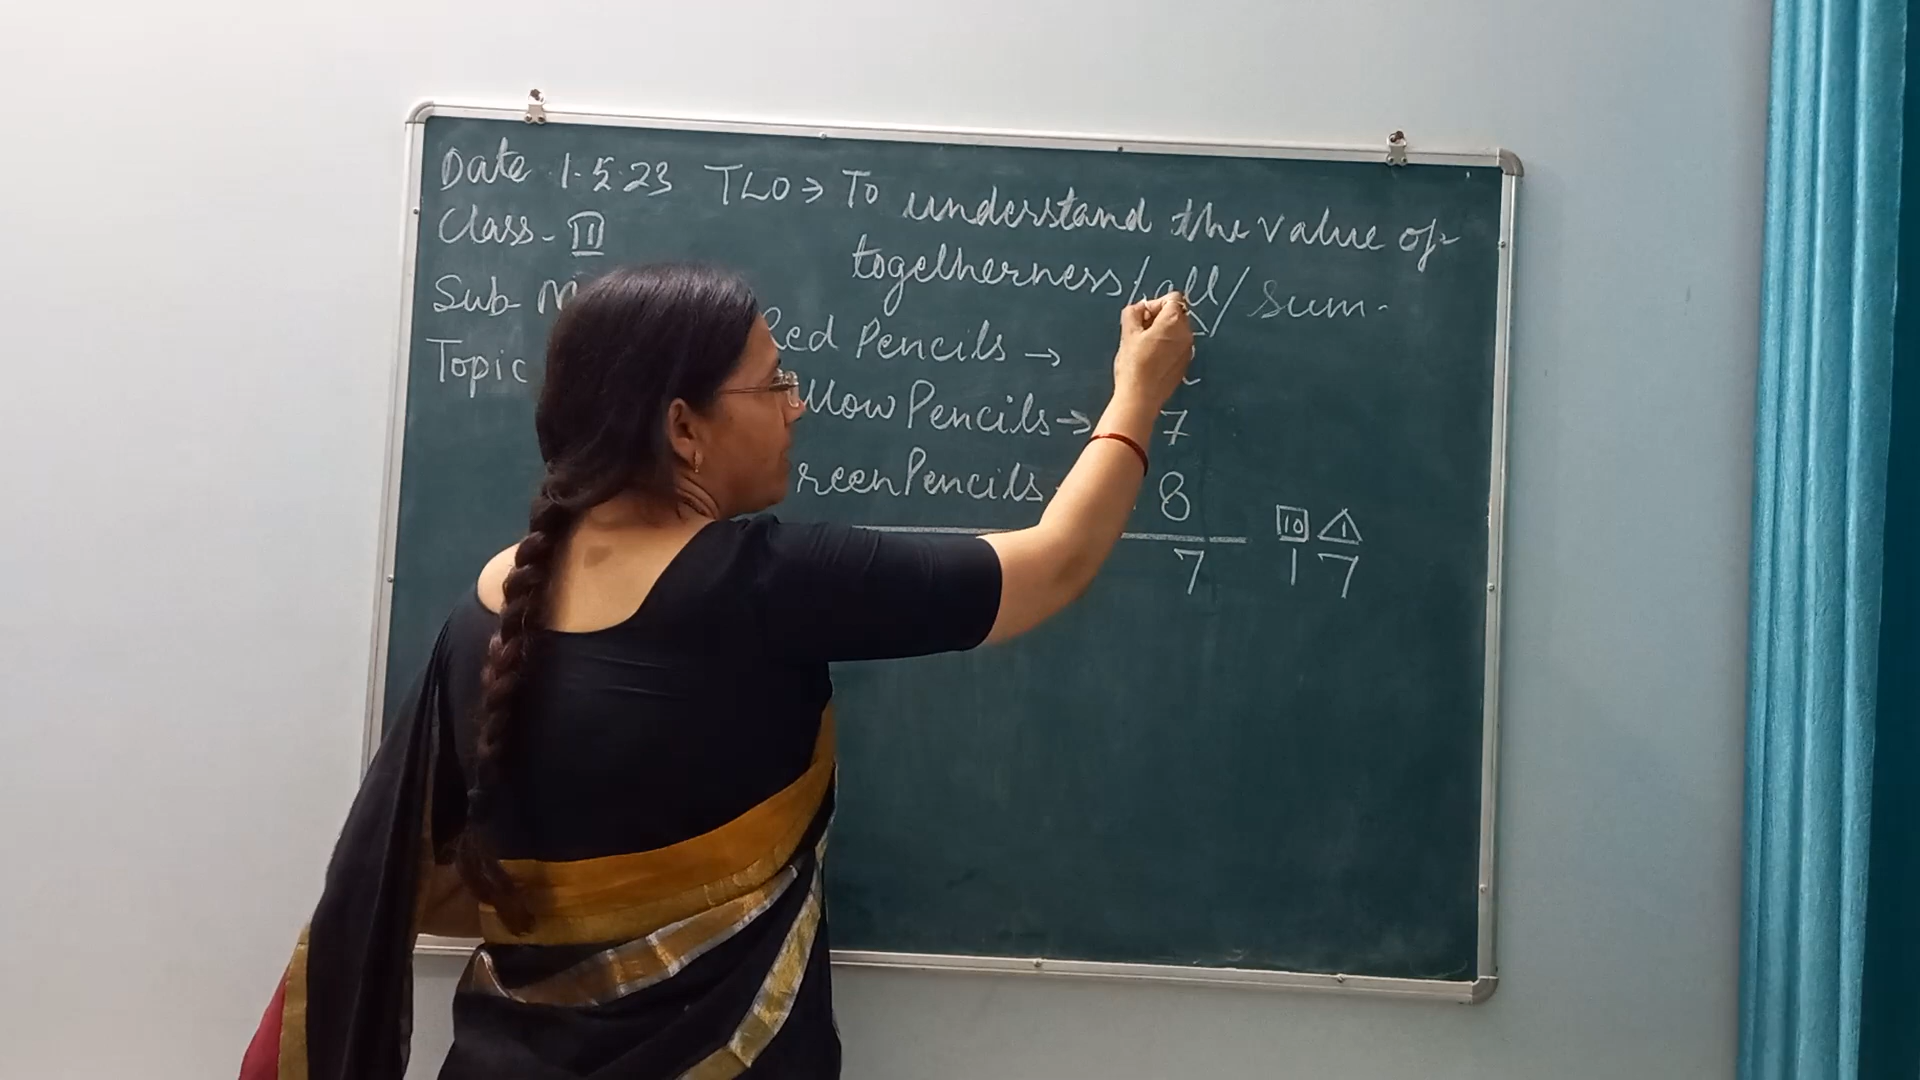 Date 1.5.23 TLO → To understand the value of
Class - III togetherness/all/sum.
Sub
Red Pencils →
Topic
llow Pencils → 7
reen Pencils 8
10 1
7 17